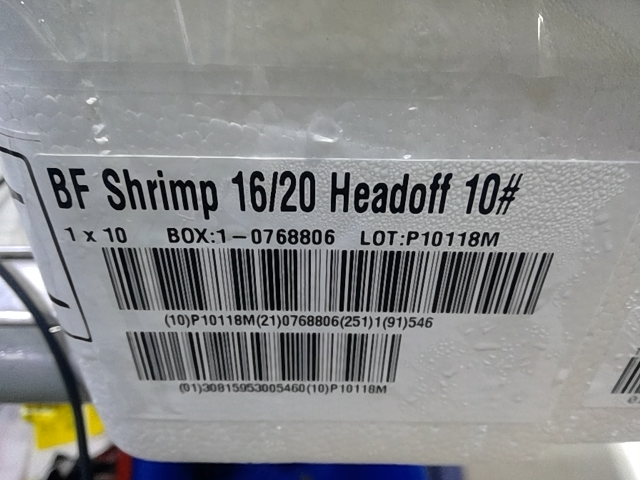 BF Shrimp 16/20 Headoff 10#
1 x 10 BOX:1-0768806 LOT:P10118M
(10)P10118M(21)0768806(251)1(91)546
(01)30815953005460(10)P10118M